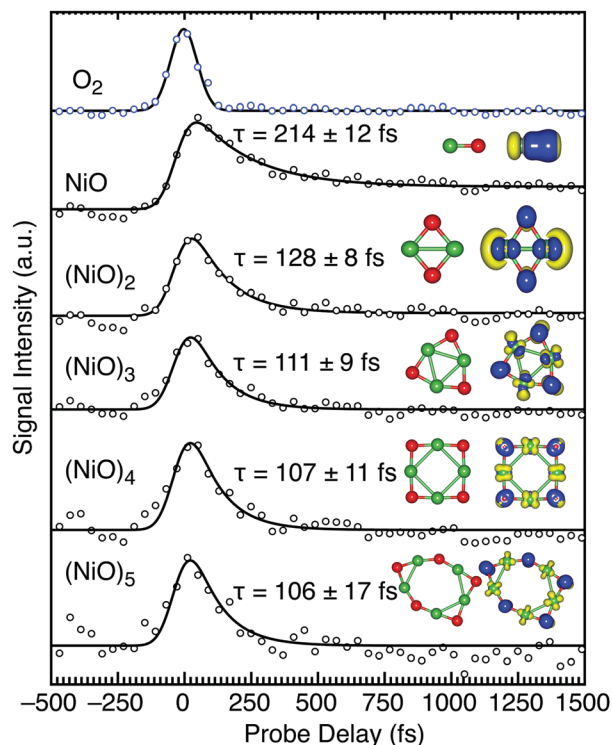 O₂
τ = 214 ± 12 fs
NiO
τ = 128 ± 8 fs
(NiO)₂
τ = 111 ± 9 fs
(NiO)₃
τ = 107 ± 11 fs
(NiO)₄
τ = 106 ± 17 fs
(NiO)₅
Signal Intensity (a.u.)
−500 −250 0 250 500 750 1000 1250 1500
Probe Delay (fs)